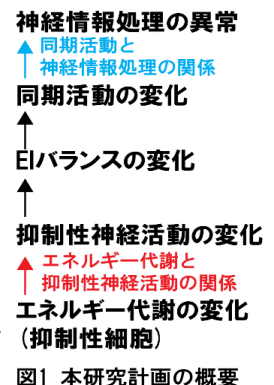 神経情報処理の異常
同期活動と
神経情報処理の関係
同期活動の変化
EIバランスの変化
抑制性神経活動の変化
エネルギー代謝と
抑制性神経活動の関係
エネルギー代謝の変化
(抑制性細胞)
図1 本研究計画の概要